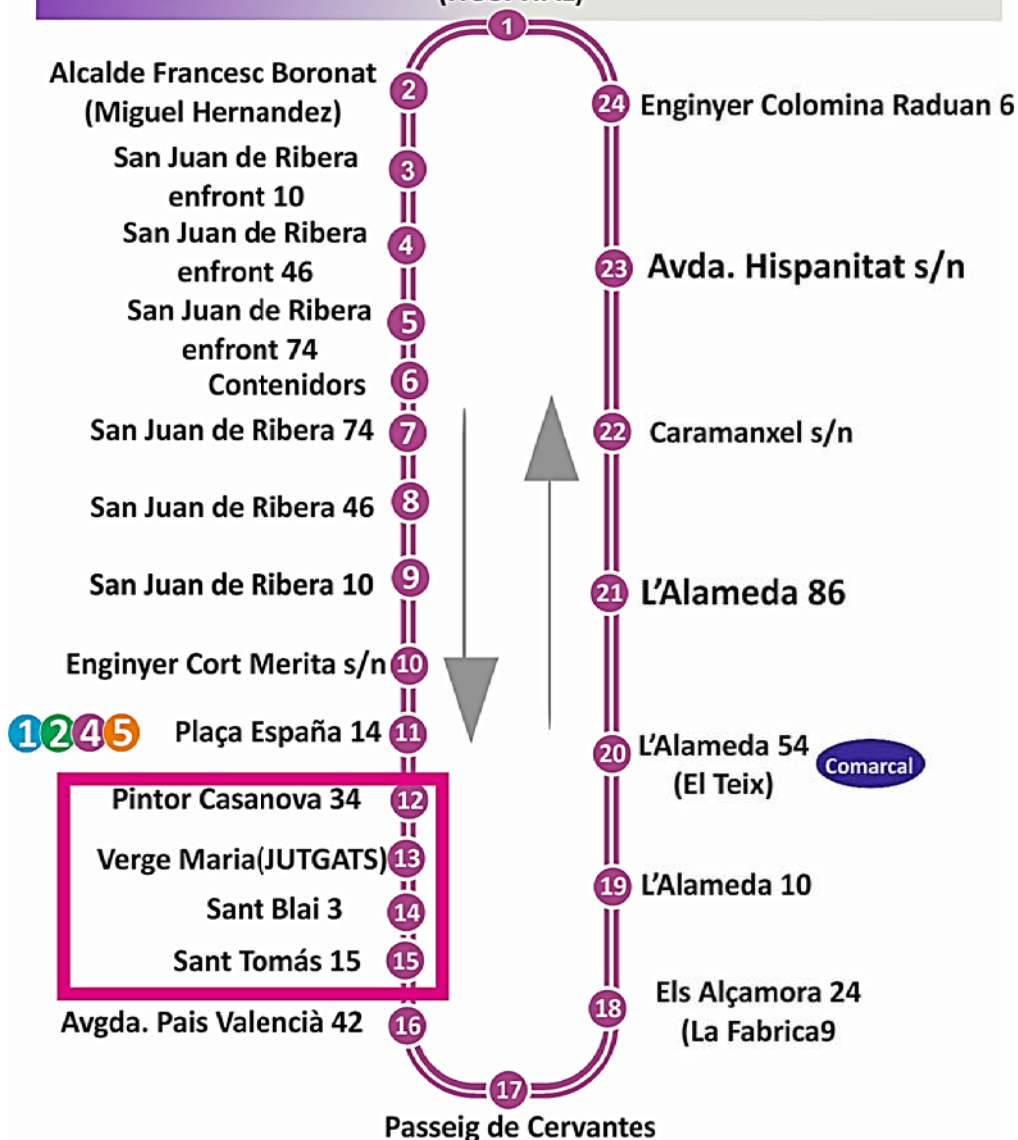 1
2
Alcalde Francesc Boronat
(Miguel Hernandez)
3
San Juan de Ribera
enfront 10
4
San Juan de Ribera
enfront 46
5
San Juan de Ribera
enfront 74
6
Contenidors
7
San Juan de Ribera 74
8
San Juan de Ribera 46
9
San Juan de Ribera 10
10
Enginyer Cort Merita s/n
1 2 4 5
Plaça España 14
11
Pintor Casanova 34
12
Verge Maria(JUTGATS)
13
Sant Blai 3
14
Sant Tomás 15
15
Avgda. Pais Valencià 42
16
17
Passeig de Cervantes
18
Els Alçamora 24
(La Fabrica9
19
L'Alameda 10
20
L'Alameda 54
(El Teix)
Comarcal
21
L'Alameda 86
22
Caramanxel s/n
23
Avda. Hispanitat s/n
24
Enginyer Colomina Raduan 6